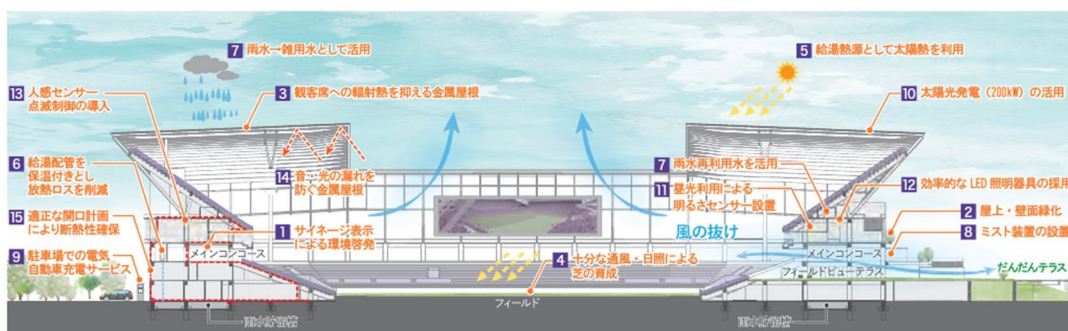 7 雨水→雑用水として活用
13 人感センサー
点滅制御の導入
3 観客席への輻射熱を抑える金属屋根
6 給湯配管を
保温付きとし
放熱ロスを削減
14 音・光の漏れを
防ぐ金属屋根
15 適正な開口計画
により断熱性確保
1 サイネージ表示
による環境啓発
メインコンコース
9 駐車場での電気
自動車充電サービス
雨水貯留槽
4 十分な通風・日照による
芝の育成
フィールド
5 給湯熱源として太陽熱を利用
10 太陽光発電(200kW)の活用
7 雨水再利用水を活用
11 昼光利用による
明るさセンサー設置
12 効率的なLED照明器具の採用
風の抜け
2 屋上・壁面緑化
メインコンコース
8 ミスト装置の設置
フィールドビューテラス
だんだんテラス
雨水貯留槽